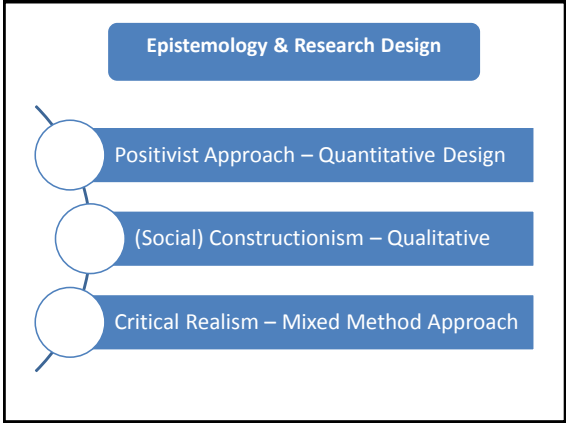 Epistemology & Research Design
Positivist Approach – Quantitative Design
(Social) Constructionism – Qualitative
Critical Realism – Mixed Method Approach